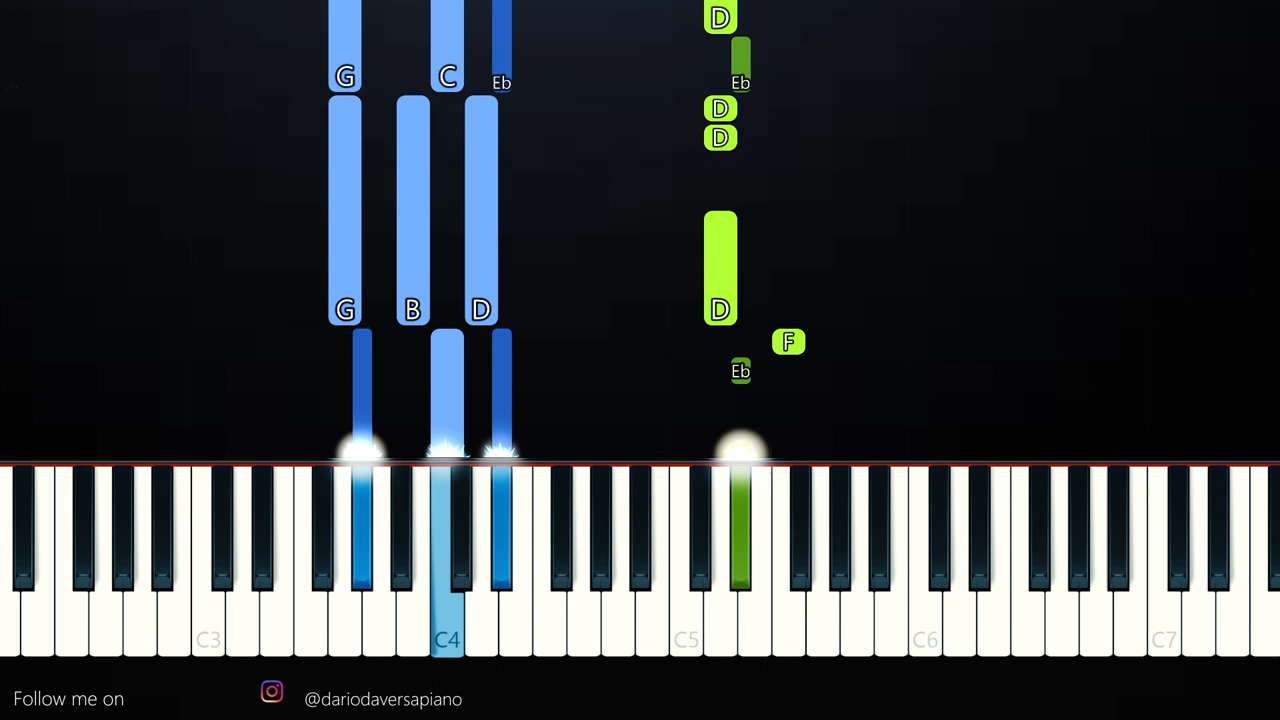 D
G C Eb Eb
D
D
G B D D
F
Eb
C3 C4 C5 C6 C7
Follow me on @dariodaversapiano